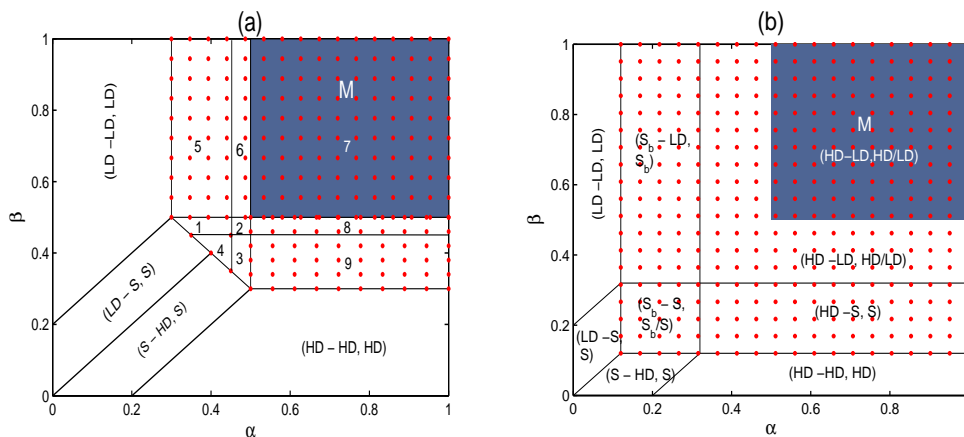 (a)
1
0.8
0.6
0.4
0.2
0
β
0
0.2
0.4
0.6
0.8
1
α
(LD −LD, LD)
5
6
M
7
1
2
8
4
3
9
(LD − S, S)
(S − HD, S)
(HD − HD, HD)
(b)
1
0.8
0.6
0.4
0.2
0
β
0
0.2
0.4
0.6
0.8
α
(LD −LD, LD)
(S_b − LD,
S_b)
M
(HD−LD,HD/LD)
(HD −LD, HD/LD)
(S_b − S,
S_b/S)
(HD −S, S)
(LD −S,
S)
(S − HD, S)
(HD −HD, HD)